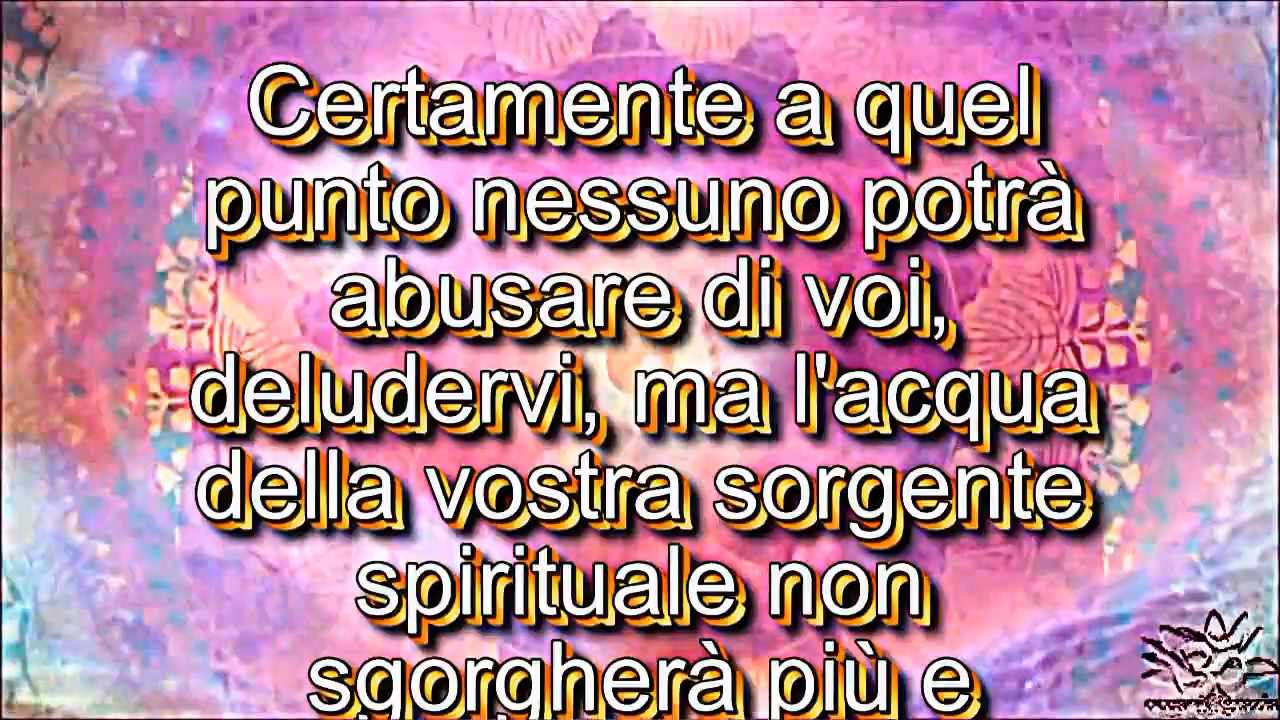 Certamente a quel
punto nessuno potrà
abusare di voi,
deludervi, ma l'acqua
della vostra sorgente
spirituale non
sgorgherà più e